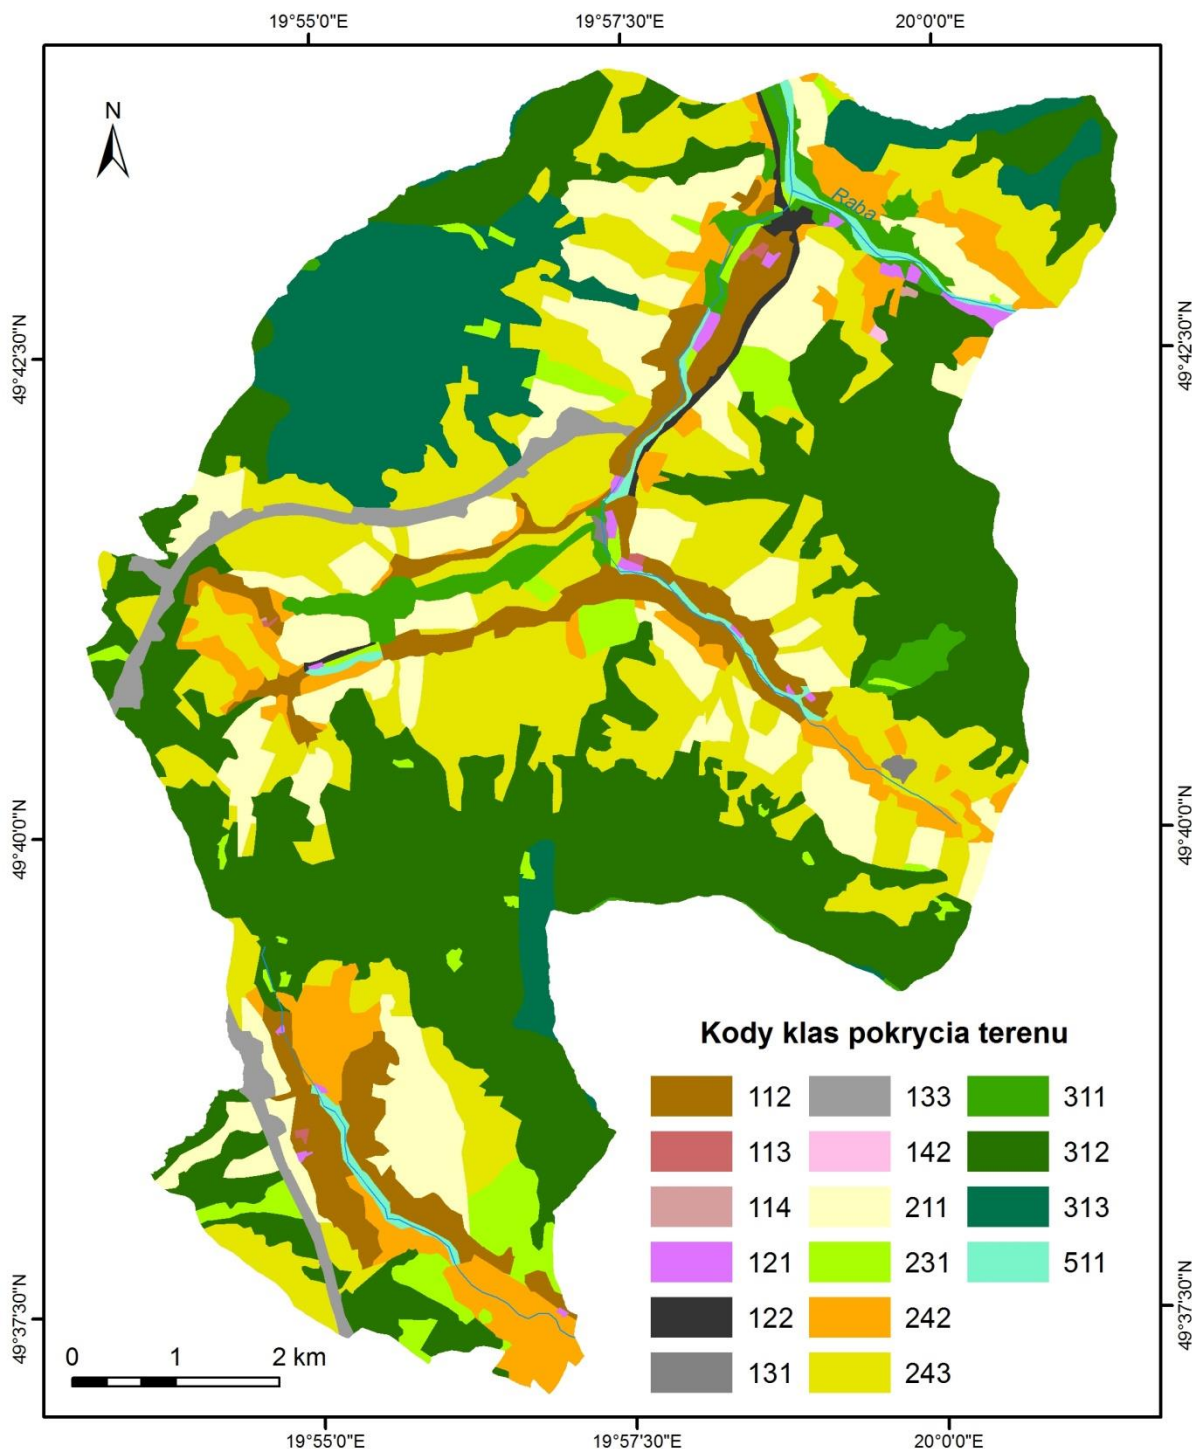 19°55'0"E 19°57'30"E 20°0'0"E
N
Raba
49°42'30"N 49°42'30"N
49°40'0"N 49°40'0"N
Kody klas pokrycia terenu
112 133 311
113 142 312
114 211 313
121 231 511
122 242
131 243
49°37'30"N 49°37'30"N
0 1 2 km
19°55'0"E 19°57'30"E 20°0'0"E